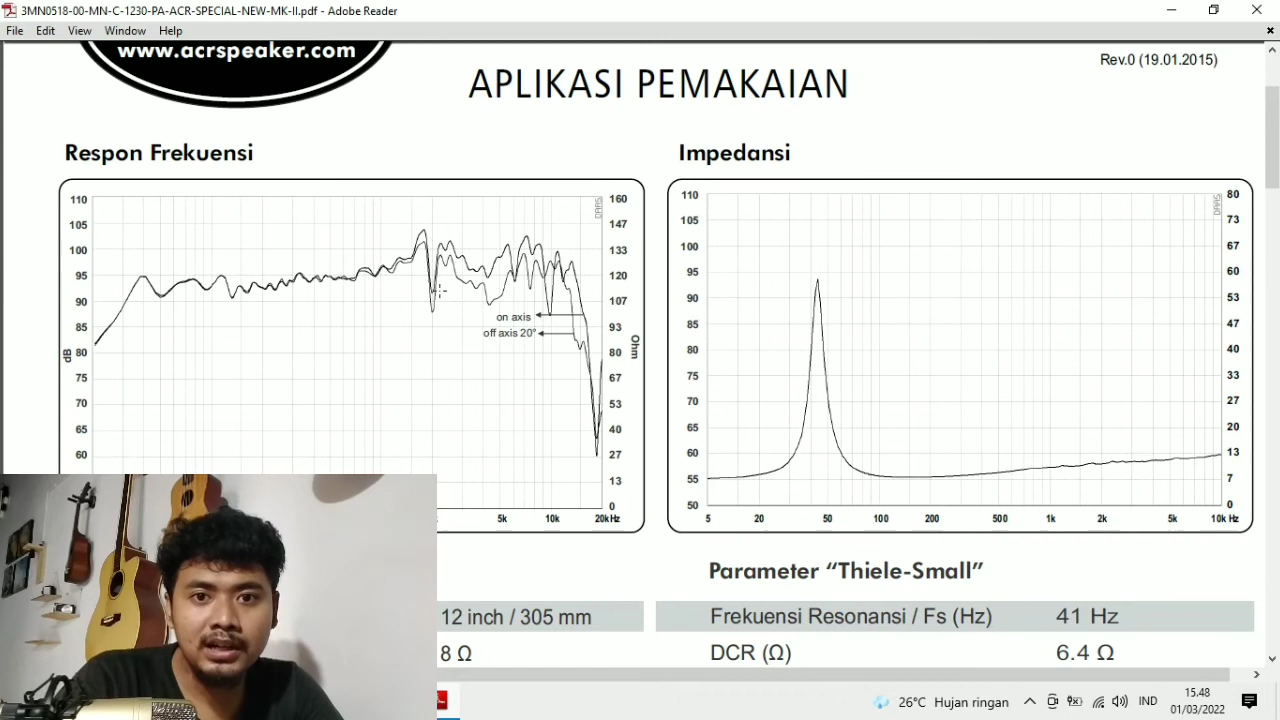 3MN0518-00-MN-C-1230-PA-ACR-SPECIAL-NEW-MK-II.pdf - Adobe Reader
File Edit View Window Help
www.acrspeaker.com
Rev.0 (19.01.2015)
APLIKASI PEMAKAIAN
Respon Frekuensi
110
105
100
95
90
85
80
75
70
65
60
dB
on axis
off axis 20°
160
147
133
120
107
93
80
67
53
40
27
13
0
Ohm
DAAS
5k 10k 20kHz
Impedansi
110
105
100
95
90
85
80
75
70
65
60
55
50
80
73
67
60
53
47
40
33
27
20
13
7
0
DAAS
5 20 50 100 200 500 1k 2k 5k 10k Hz
12 inch / 305 mm
8 Ω
Parameter “Thiele-Small”
Frekuensi Resonansi / Fs (Hz) 41 Hz
DCR (Ω) 6.4 Ω
26°C Hujan ringan
IND
15.48
01/03/2022